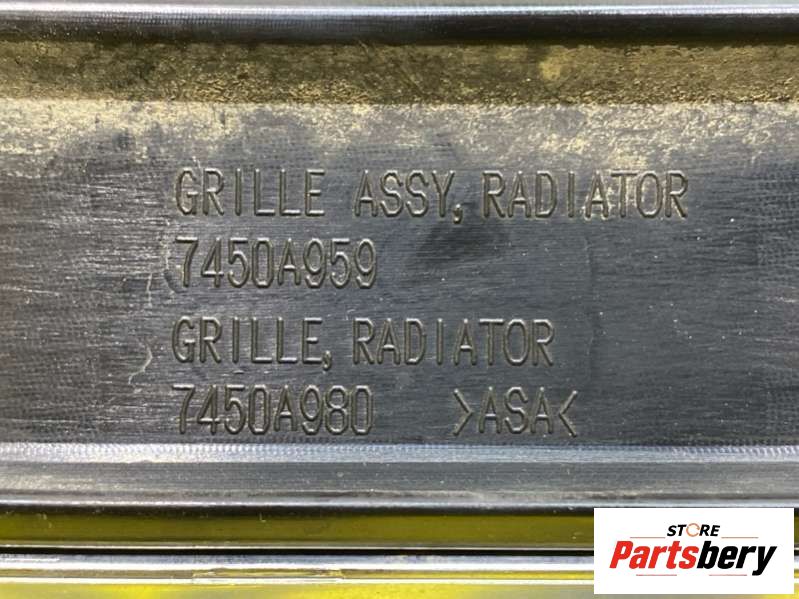 GRILLE ASSY, RADIATOR
7450A959
GRILLE, RADIATOR
7450A980 >ASA<
STORE
Partsbery